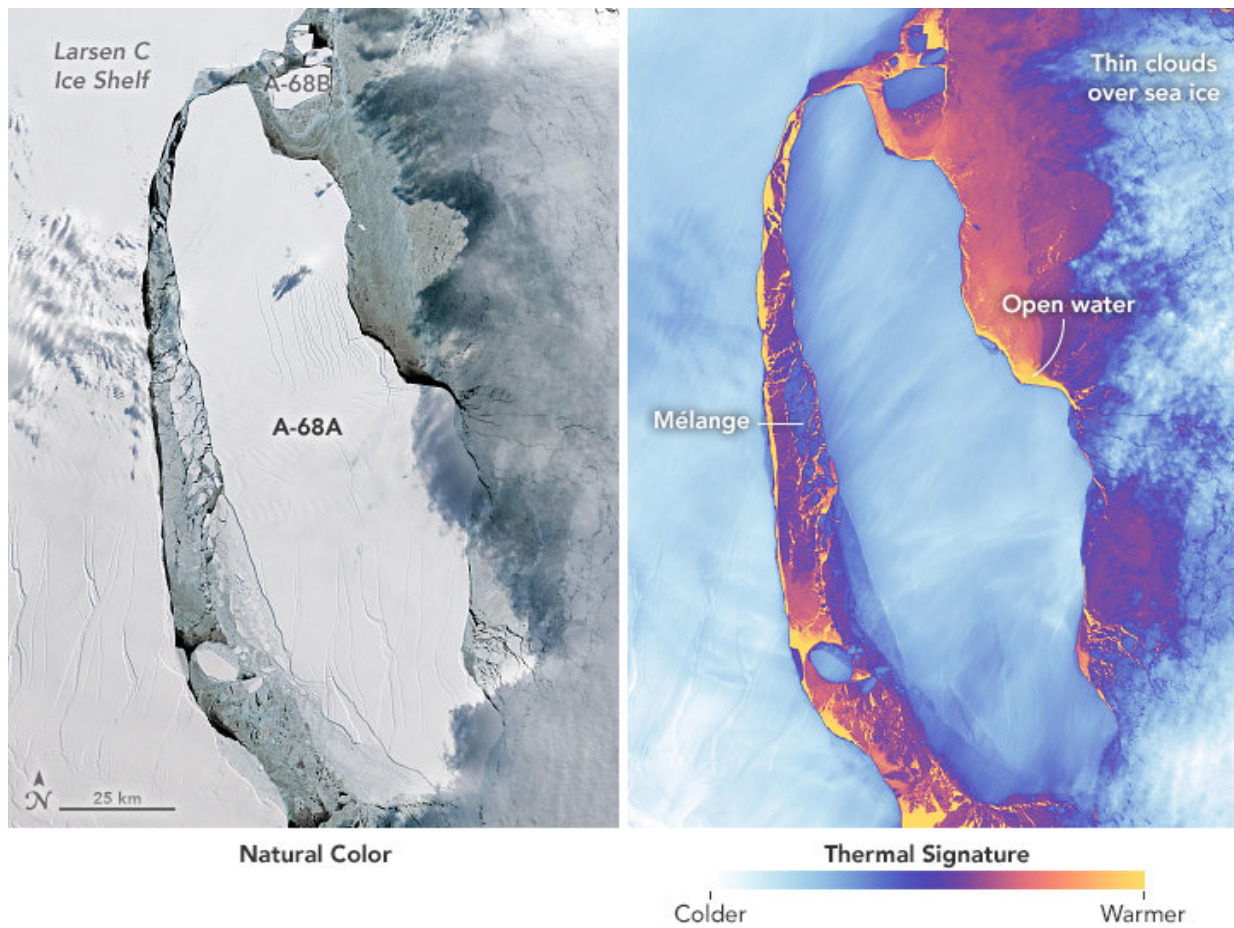 Larsen C
Ice Shelf
A-68B
A-68A
N
25 km
Natural Color
Thin clouds
over sea ice
Open water
Mélange
Thermal Signature
Colder
Warmer